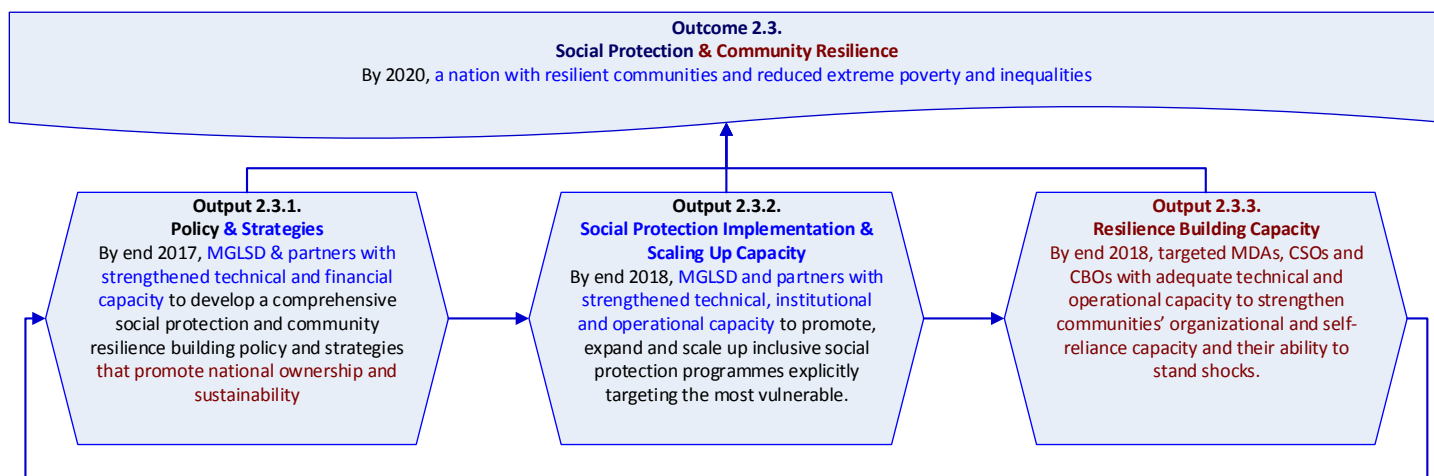 Outcome 2.3.
Social Protection & Community Resilience
By 2020, a nation with resilient communities and reduced extreme poverty and inequalities
Output 2.3.1.
Policy & Strategies
By end 2017, MGLSD & partners with
strengthened technical and financial
capacity to develop a comprehensive
social protection and community
resilience building policy and strategies
that promote national ownership and
sustainability
Output 2.3.2.
Social Protection Implementation &
Scaling Up Capacity
By end 2018, MGLSD and partners with
strengthened technical, institutional
and operational capacity to promote,
expand and scale up inclusive social
protection programmes explicitly
targeting the most vulnerable.
Output 2.3.3.
Resilience Building Capacity
By end 2018, targeted MDAs, CSOs and
CBOs with adequate technical and
operational capacity to strengthen
communities’ organizational and self-
reliance capacity and their ability to
stand shocks.